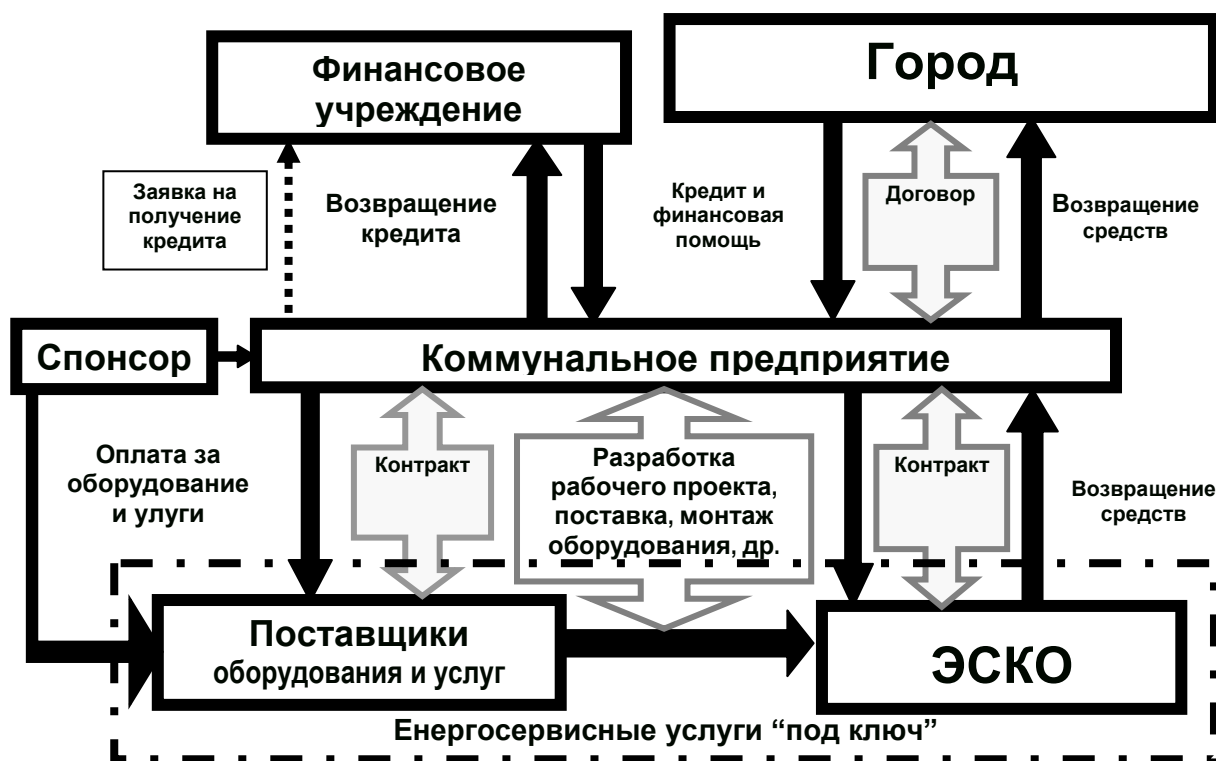 Финансовое
учреждение
Город
Заявка на
получение
кредита
Возвращение
кредита
Кредит и
финансовая
помощь
Договор
Возвращение
средств
Спонсор
Коммунальное предприятие
Оплата за
оборудование
и улуги
Контракт
Разработка
рабочего проекта,
поставка, монтаж
оборудования, др.
Контракт
Возвращение
средств
Поставщики
оборудования и услуг
ЭСКО
Енергосервисные услуги “под ключ”